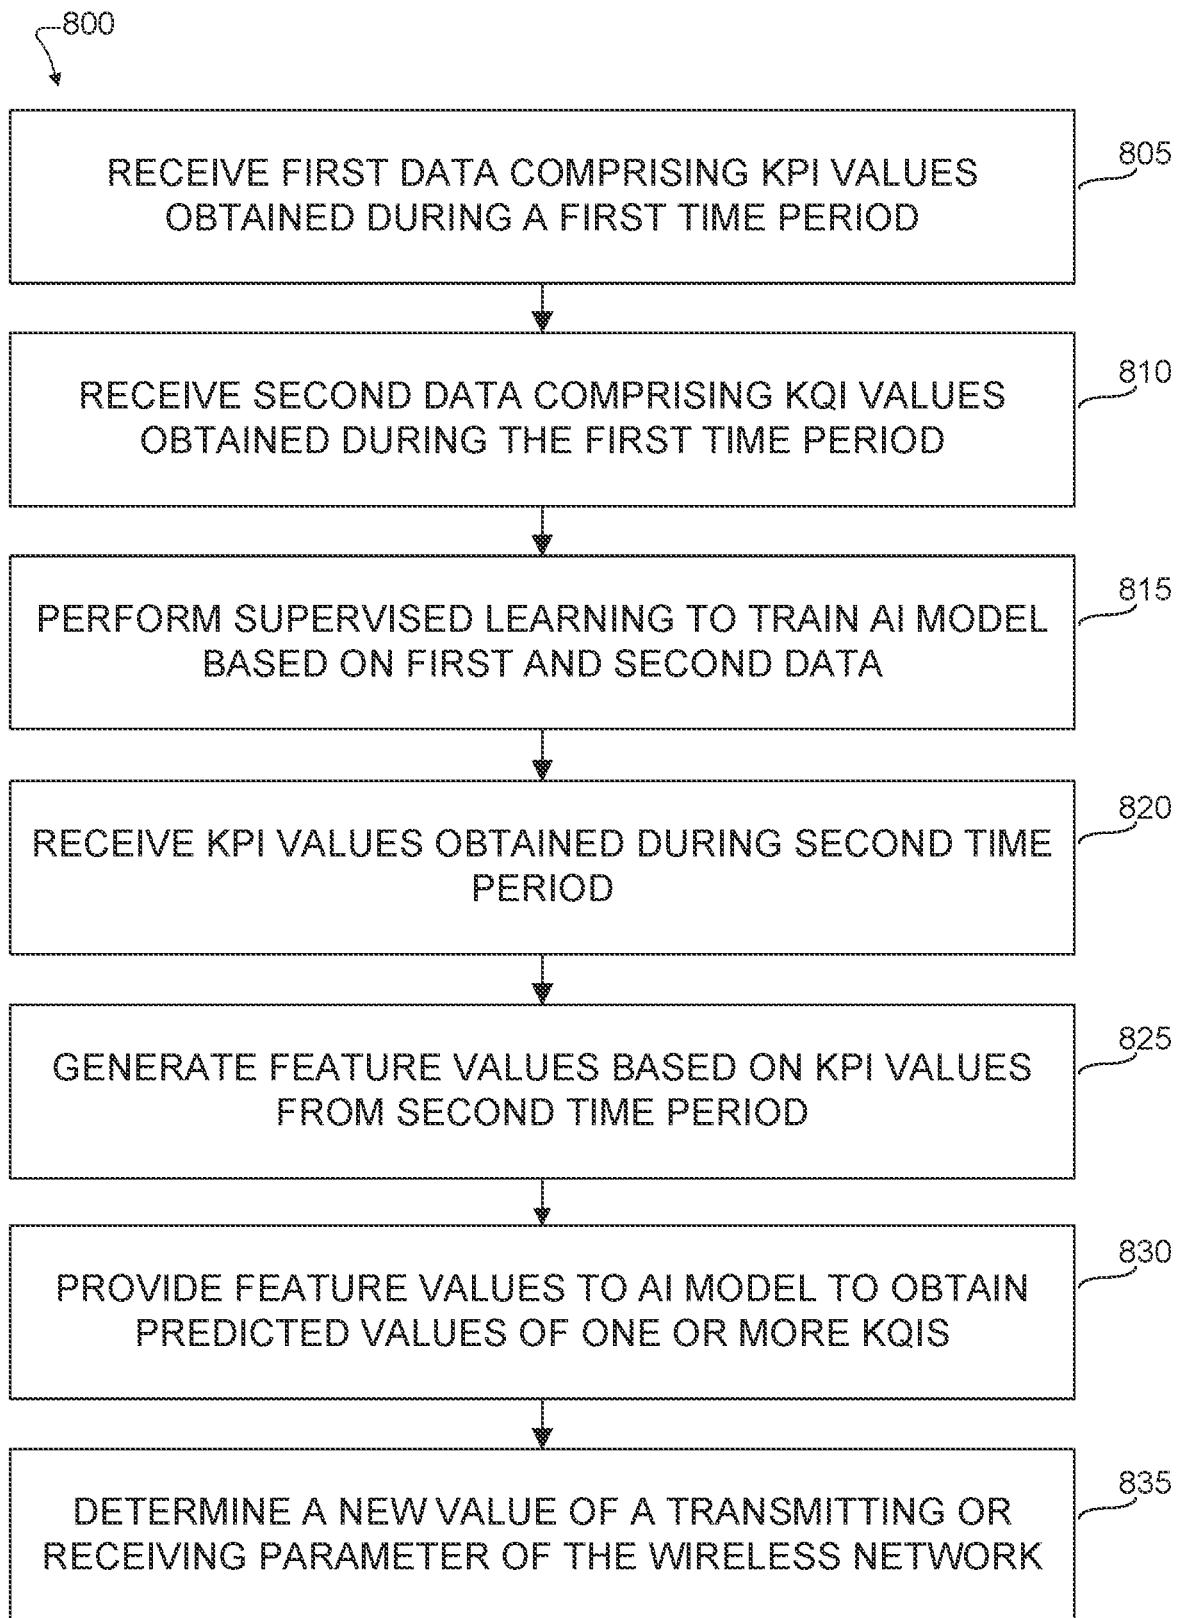 800
RECEIVE FIRST DATA COMPRISING KPI VALUES
OBTAINED DURING A FIRST TIME PERIOD
805
RECEIVE SECOND DATA COMPRISING KQI VALUES
OBTAINED DURING THE FIRST TIME PERIOD
810
PERFORM SUPERVISED LEARNING TO TRAIN AI MODEL
BASED ON FIRST AND SECOND DATA
815
RECEIVE KPI VALUES OBTAINED DURING SECOND TIME
PERIOD
820
GENERATE FEATURE VALUES BASED ON KPI VALUES
FROM SECOND TIME PERIOD
825
PROVIDE FEATURE VALUES TO AI MODEL TO OBTAIN
PREDICTED VALUES OF ONE OR MORE KQIS
830
DETERMINE A NEW VALUE OF A TRANSMITTING OR
RECEIVING PARAMETER OF THE WIRELESS NETWORK
835